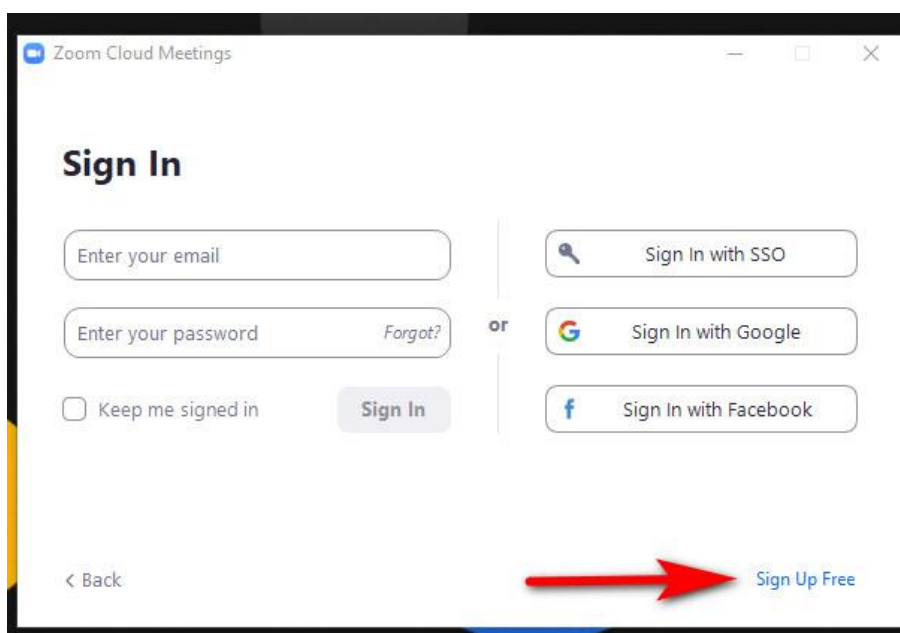 Zoom Cloud Meetings
Sign In
Enter your email
Enter your password Forgot?
Keep me signed in Sign In
or
Sign In with SSO
Sign In with Google
Sign In with Facebook
< Back
Sign Up Free